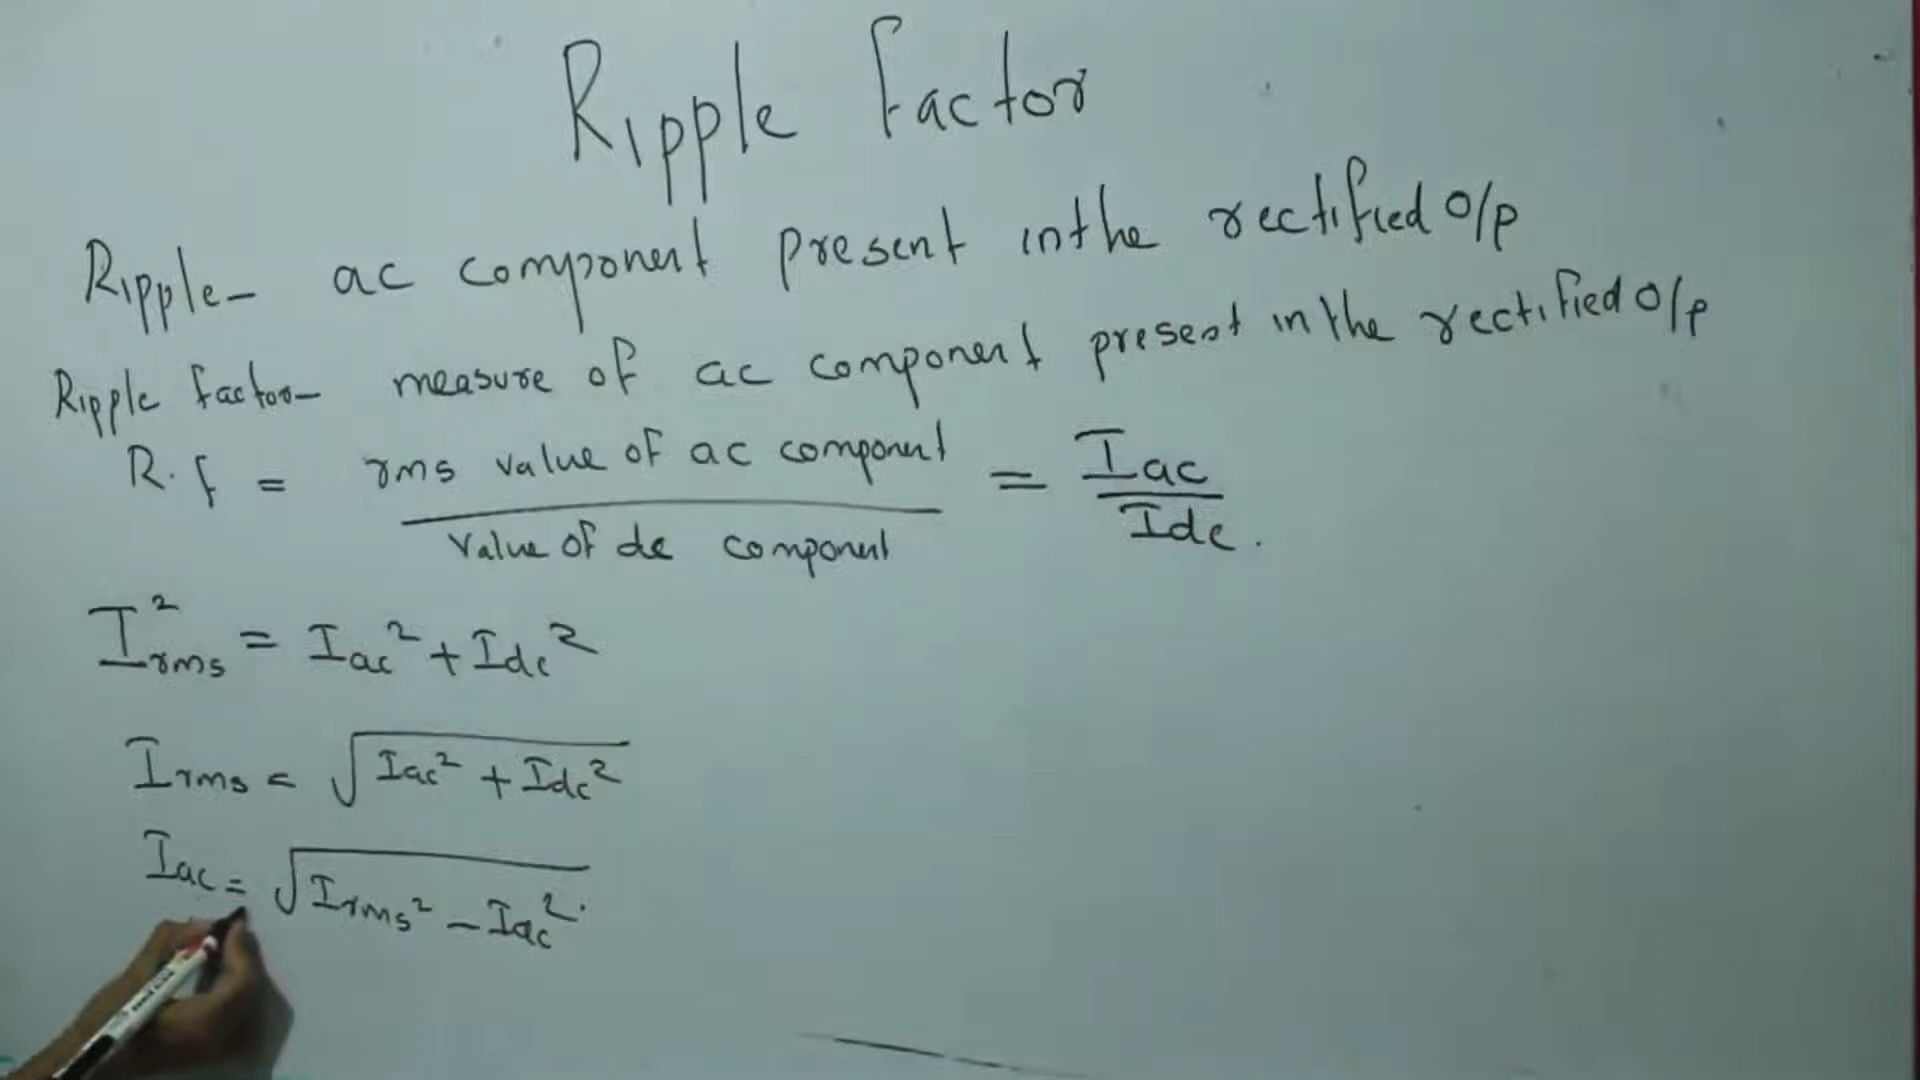 Ripple factor
Ripple- ac component present in the rectified o/p
Ripple factor- measure of ac component present in the rectified o/p
R.f = rms value of ac component / Value of dc component = Iac / Idc.
I²rms = Iac² + Idc²
Irms = √(Iac² + Idc²)
Iac = √(Irms² - Iac²).